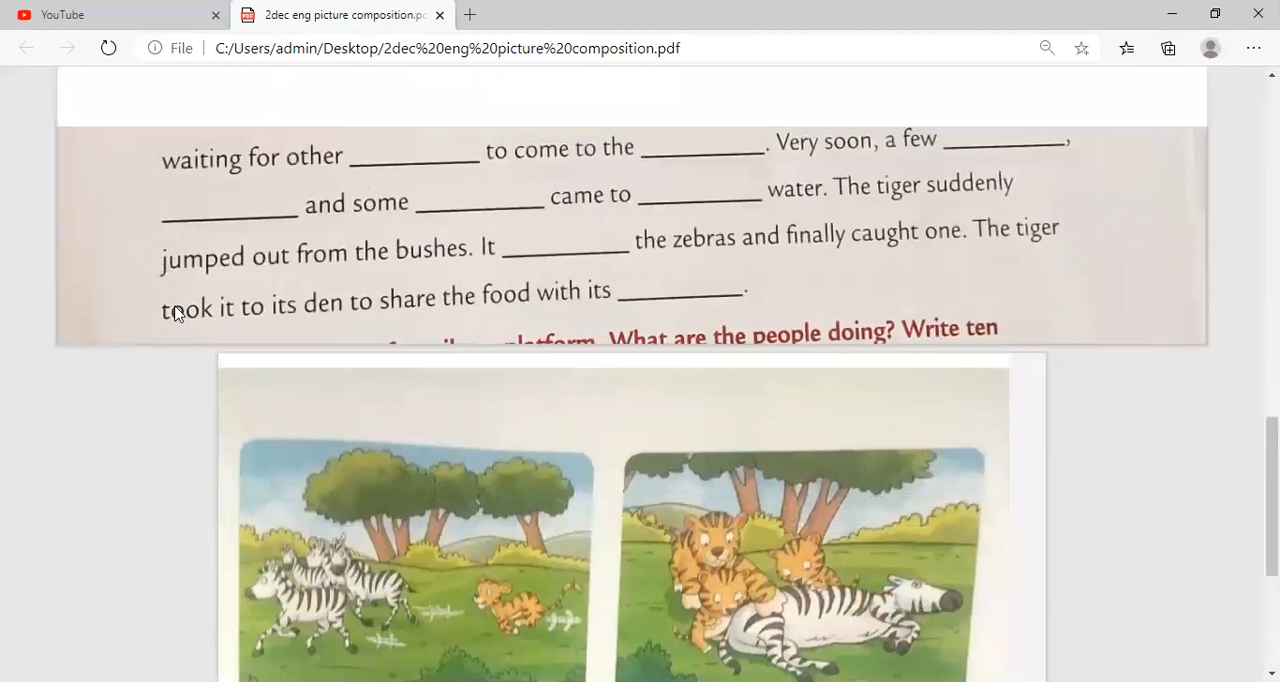 YouTube
2dec eng picture composition.pd
File
C:/Users/admin/Desktop/2dec%20eng%20picture%20composition.pdf
waiting for other __________ to come to the __________. Very soon, a few __________,
__________ and some __________ came to __________ water. The tiger suddenly
jumped out from the bushes. It __________ the zebras and finally caught one. The tiger
took it to its den to share the food with its __________.
platform. What are the people doing? Write ten